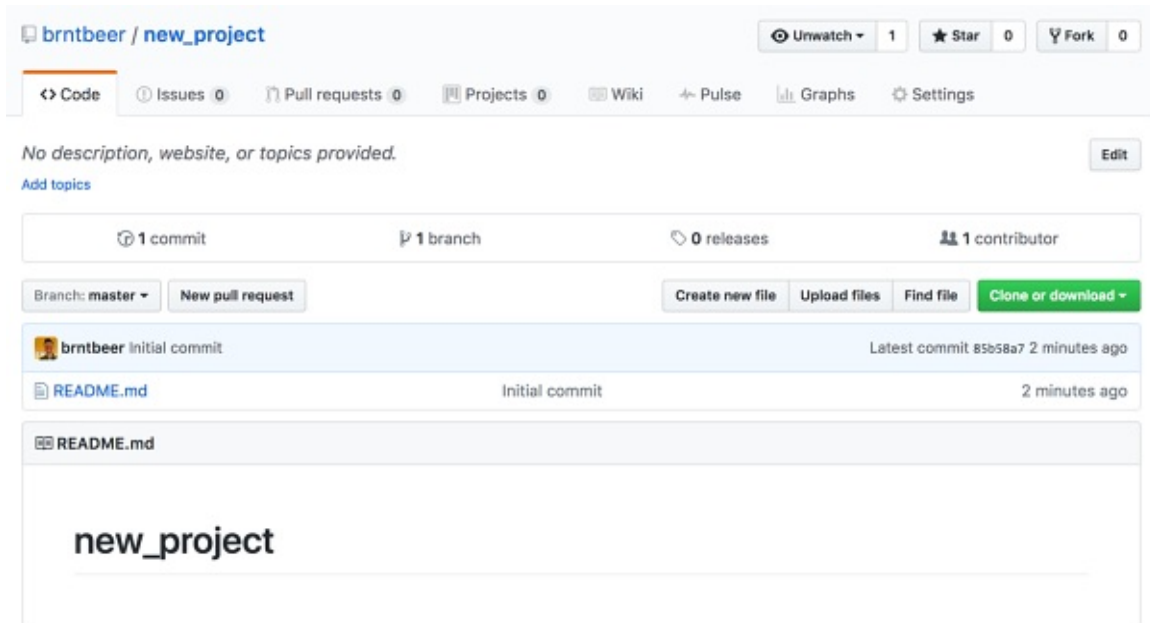 brntbeer / new_project Unwatch 1 Star 0 Fork 0
<> Code Issues 0 Pull requests 0 Projects 0 Wiki Pulse Graphs Settings
No description, website, or topics provided. Edit
Add topics
1 commit 1 branch 0 releases 1 contributor
Branch: master New pull request Create new file Upload files Find file Clone or download
brntbeer Initial commit Latest commit 85b58a7 2 minutes ago
README.md Initial commit 2 minutes ago
README.md
new_project